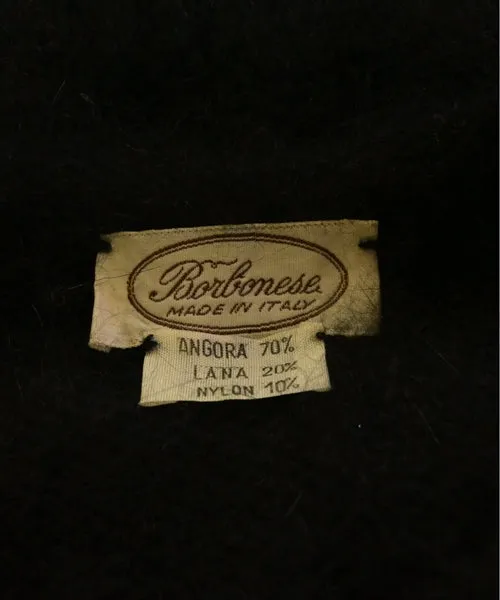 Borbonese
MADE IN ITALY
ANGORA 70%
LANA 20%
NYLON 10%